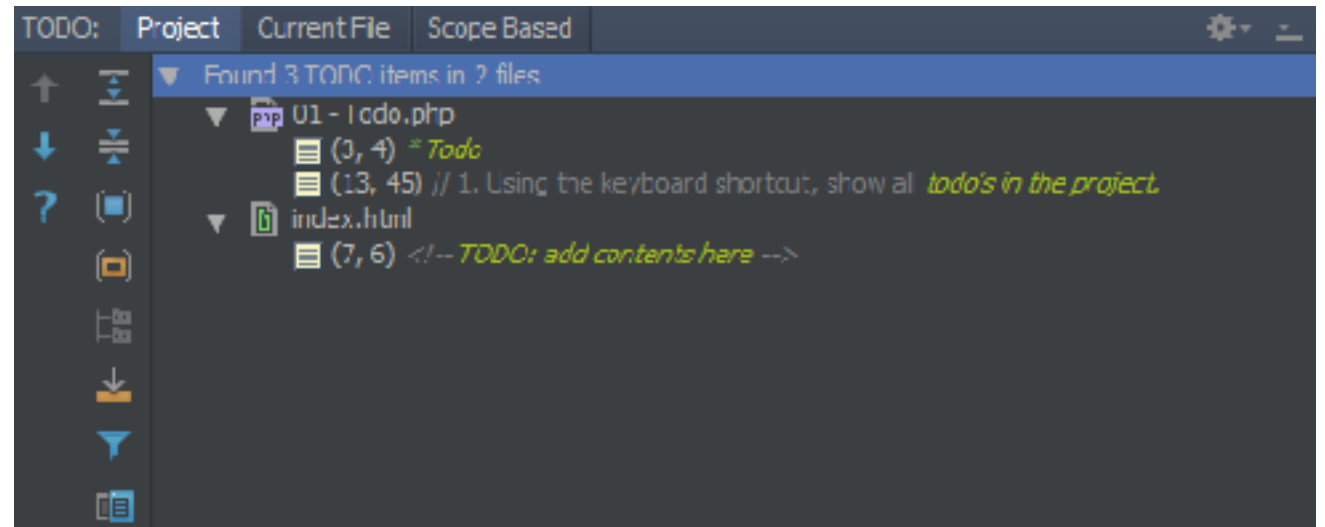 TODO: Project Current File Scope Based
Found 3 TODO items in 2 files
php 01 - Todo.php
(3, 4) * Todo
(13, 45) // 1. Using the keyboard shortcut, show all todo's in the project.
index.html
(7, 6) <!-- TODO: add contents here -->